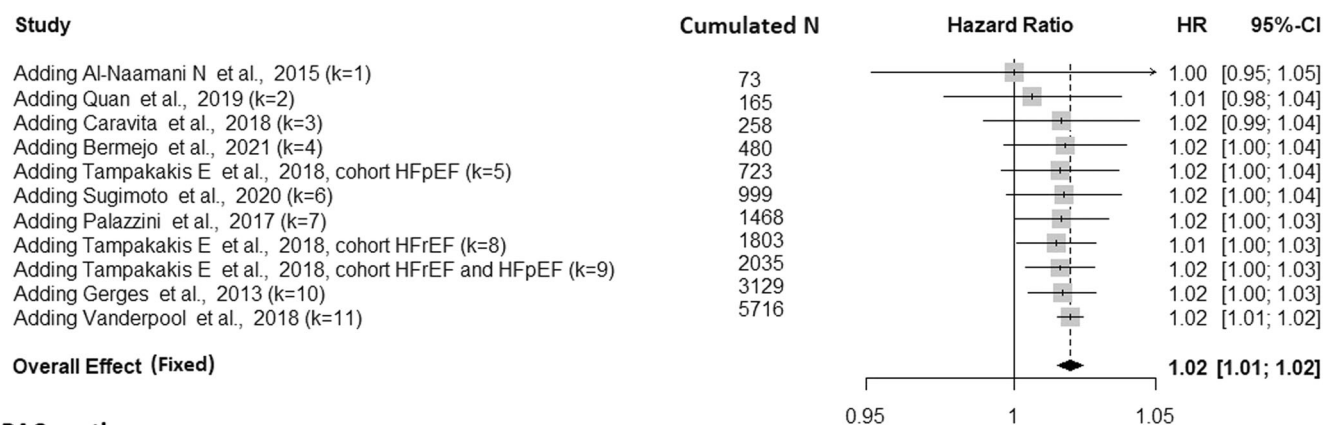 Study Cumulated N Hazard Ratio HR 95%-CI
Adding Al-Naamani N et al., 2015 (k=1) 73 1.00 [0.95; 1.05]
Adding Quan et al., 2019 (k=2) 165 1.01 [0.98; 1.04]
Adding Caravita et al., 2018 (k=3) 258 1.02 [0.99; 1.04]
Adding Bermejo et al., 2021 (k=4) 480 1.02 [1.00; 1.04]
Adding Tampakakis E et al., 2018, cohort HFpEF (k=5) 723 1.02 [1.00; 1.04]
Adding Sugimoto et al., 2020 (k=6) 999 1.02 [1.00; 1.04]
Adding Palazzini et al., 2017 (k=7) 1468 1.02 [1.00; 1.03]
Adding Tampakakis E et al., 2018, cohort HFrEF (k=8) 1803 1.01 [1.00; 1.03]
Adding Tampakakis E et al., 2018, cohort HFrEF and HFpEF (k=9) 2035 1.02 [1.00; 1.03]
Adding Gerges et al., 2013 (k=10) 3129 1.02 [1.00; 1.03]
Adding Vanderpool et al., 2018 (k=11) 5716 1.02 [1.01; 1.02]
Overall Effect (Fixed) 1.02 [1.01; 1.02]
0.95 1 1.05